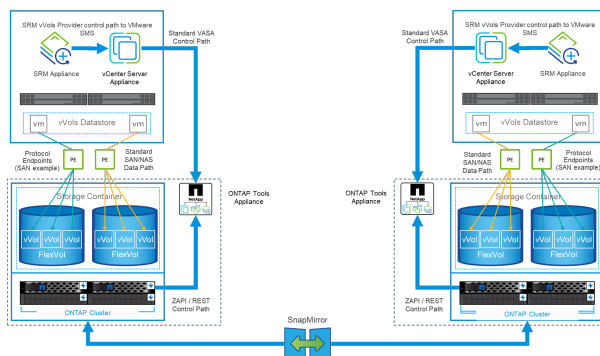 SRM vVols Provider control path to VMware
SMS
SRM Appliance
vCenter Server
Appliance
Standard VASA
Control Path
vm
vVols Datastore
vm
Protocol
Endpoints
(SAN example)
PE
PE
Standard
SAN/NAS
Data Path
Storage Container
vVol
vVol
vVol
vVol
vVol
vVol
FlexVol
FlexVol
NetApp
ONTAP Tools
Appliance
ONTAP Cluster
ZAPI / REST
Control Path
SnapMirror
SRM vVols Provider control path to VMware
SMS
Standard VASA
Control Path
vCenter Server
Appliance
SRM Appliance
vm
vVols Datastore
vm
Standard
SAN/NAS
Data Path
PE
PE
Protocol
Endpoints
(SAN example)
ONTAP Tools
Appliance
NetApp
Storage Container
vVol
vVol
vVol
vVol
vVol
vVol
FlexVol
FlexVol
ZAPI / REST
Control Path
ONTAP Cluster